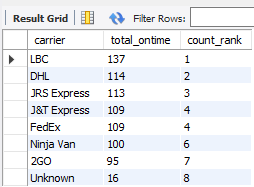 Result Grid Filter Rows:
carrier total_ontime count_rank
LBC 137 1
DHL 114 2
JRS Express 113 3
J&T Express 109 4
FedEx 109 4
Ninja Van 100 6
2GO 95 7
Unknown 16 8